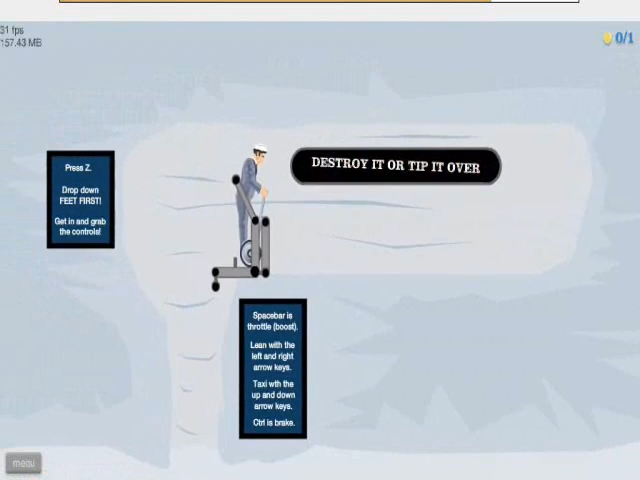 31 fps
157.43 MB
0/1
DESTROY IT OR TIP IT OVER
Press Z.
Drop down
FEET FIRST!
Get in and grab
the controls!
Spacebar is
throttle (boost).
Lean with the
left and right
arrow keys.
Taxi wth the
up and down
arrow keys.
Ctrl is brake.
menu